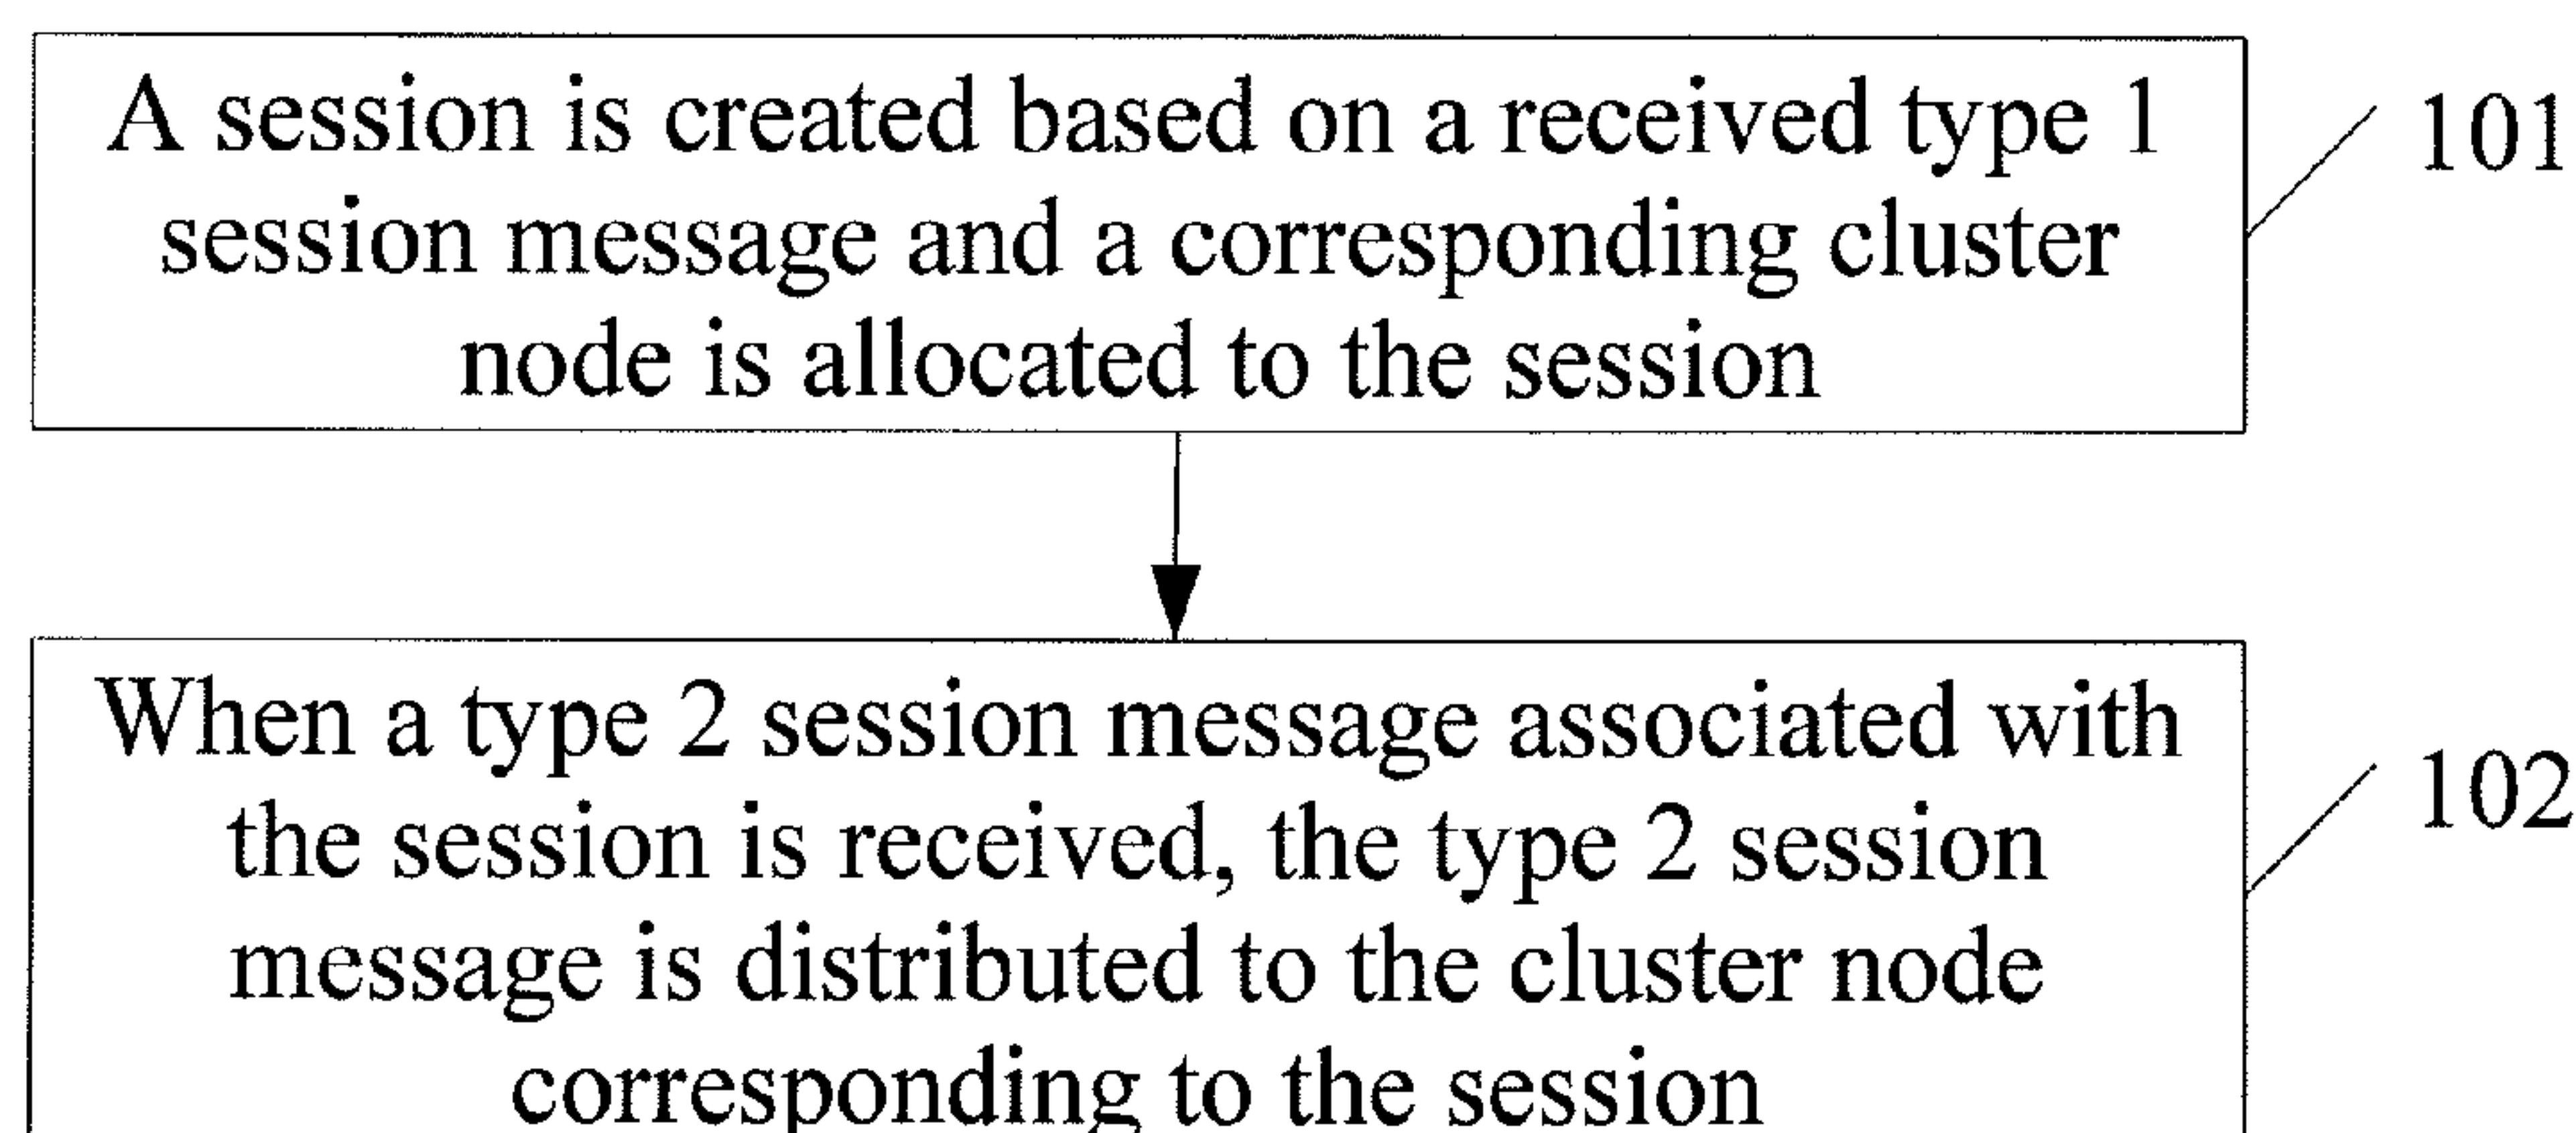 A session is created based on a received type 1
session message and a corresponding cluster
node is allocated to the session
101
When a type 2 session message associated with
the session is received, the type 2 session
message is distributed to the cluster node
corresponding to the session
102